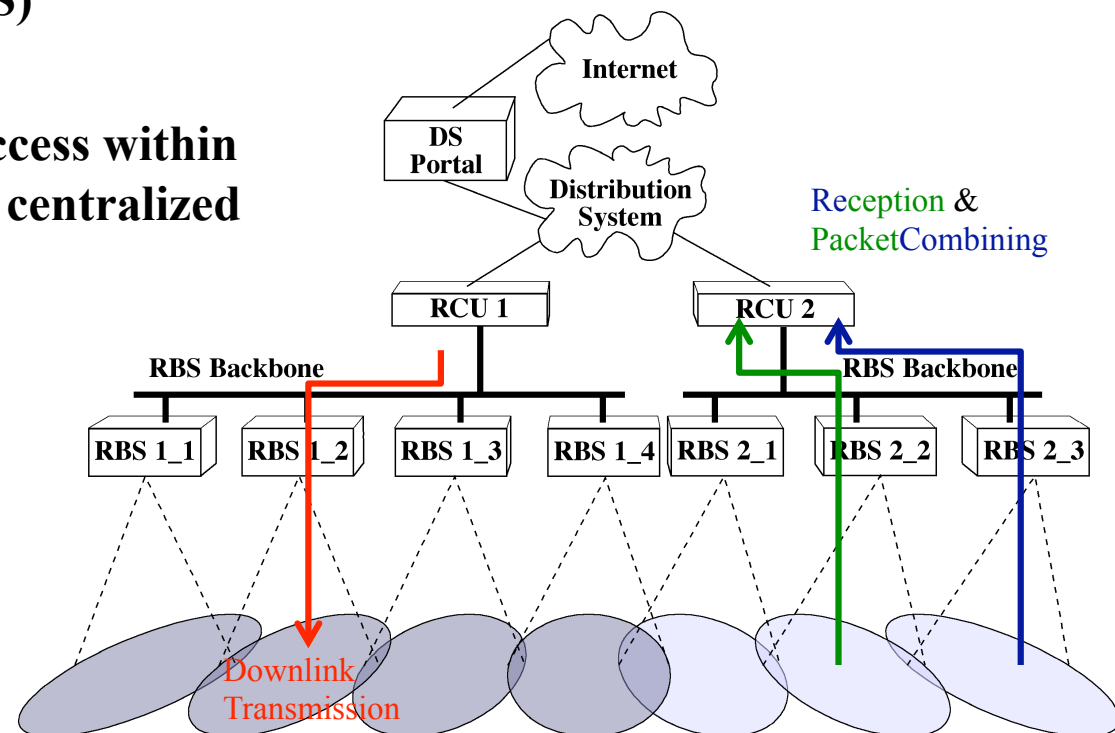 Internet
DS
Portal
ccess within
centralized
Distribution
System
Reception &
PacketCombining
RCU 1
RCU 2
RBS Backbone
RBS Backbone
RBS 1_1
RBS 1_2
RBS 1_3
RBS 1_4
RBS 2_1
RBS 2_2
RBS 2_3
Downlink
Transmission